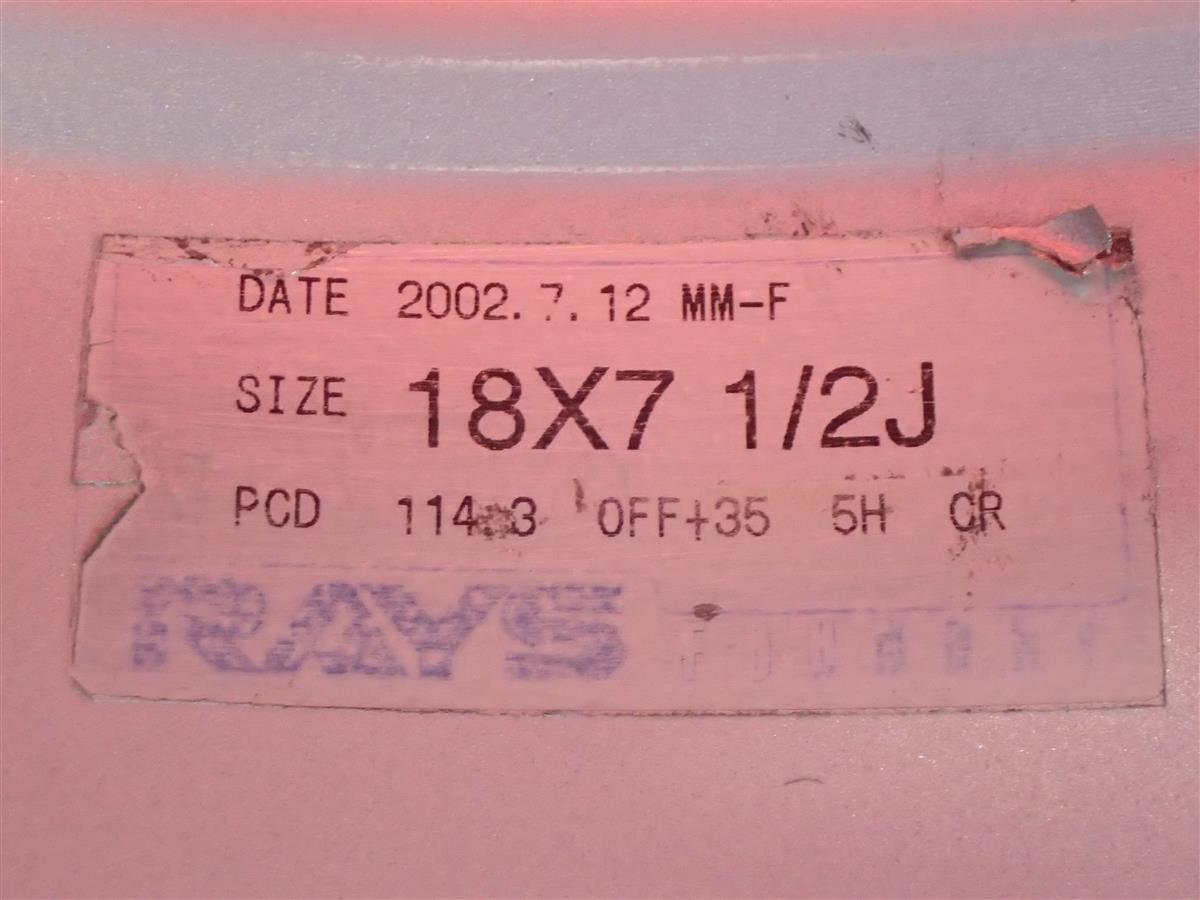 DATE 2002.7.12 MM-F
SIZE 18X7 1/2J
PCD 114.3 OFF+35 5H CR
RAYS